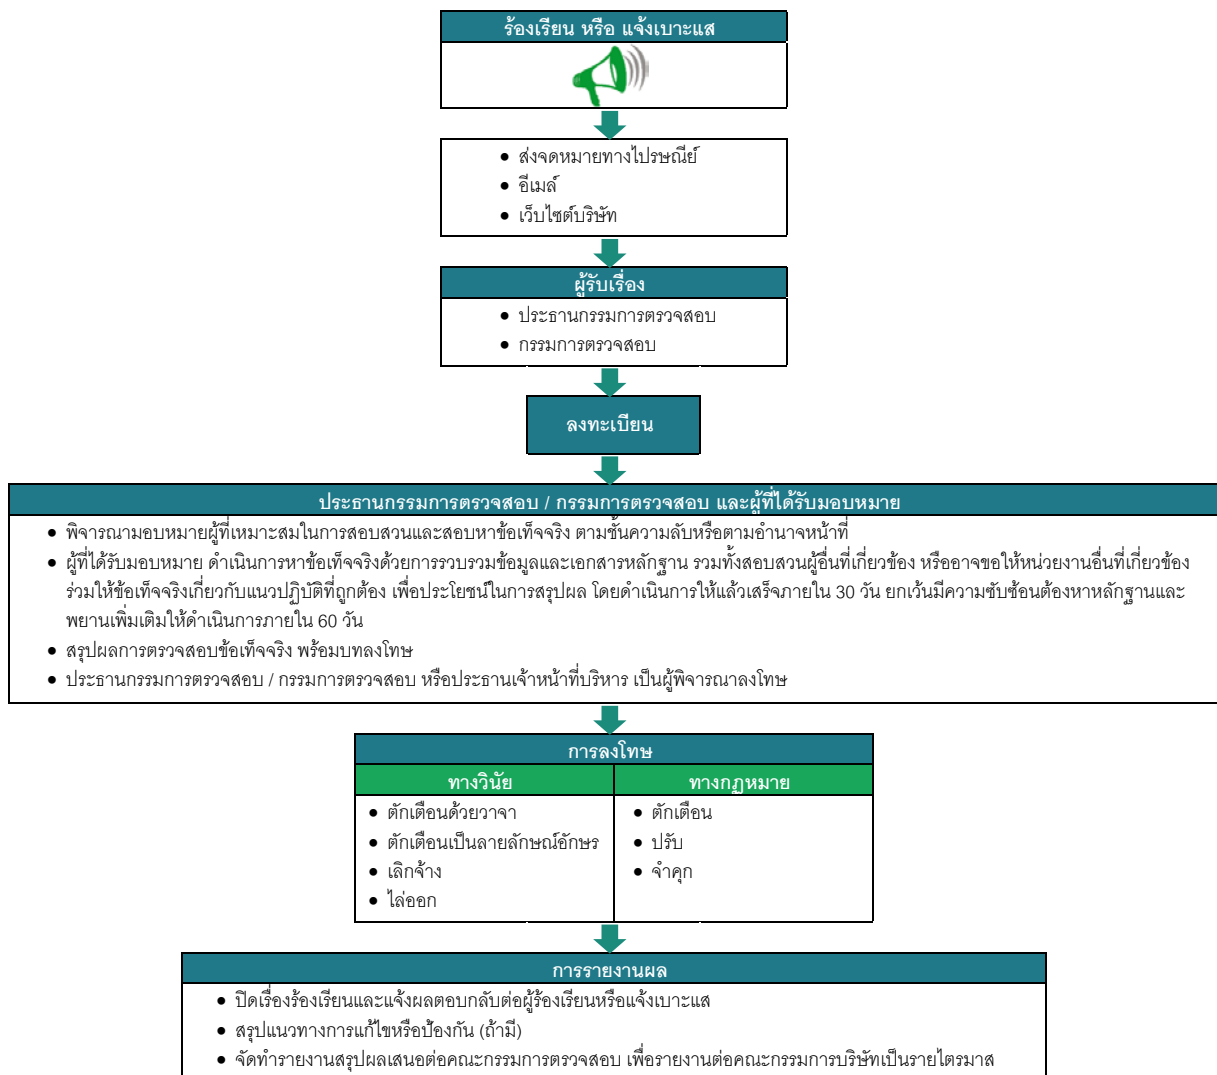 ร้องเรียน หรือ แจ้งเบาะแส
● ส่งจดหมายทางไปรษณีย์
● อีเมล์
● เว็บไซต์บริษัท
ผู้รับเรื่อง
● ประธานกรรมการตรวจสอบ
● กรรมการตรวจสอบ
ลงทะเบียน
ประธานกรรมการตรวจสอบ / กรรมการตรวจสอบ และผู้ที่ได้รับมอบหมาย
● พิจารณามอบหมายผู้ที่เหมาะสมในการสอบสวนและสอบหาข้อเท็จจริง ตามชั้นความลับหรือตามอำนาจหน้าที่
● ผู้ที่ได้รับมอบหมาย ดำเนินการหาข้อเท็จจริงด้วยการรวบรวมข้อมูลและเอกสารหลักฐาน รวมทั้งสอบสวนผู้อื่นที่เกี่ยวข้อง หรืออาจขอให้หน่วยงานอื่นที่เกี่ยวข้อง
ร่วมให้ข้อเท็จจริงเกี่ยวกับแนวปฏิบัติที่ถูกต้อง เพื่อประโยชน์ในการสรุปผล โดยดำเนินการให้แล้วเสร็จภายใน 30 วัน ยกเว้นมีความซับซ้อนต้องหาหลักฐานและ
พยานเพิ่มเติมให้ดำเนินการภายใน 60 วัน
● สรุปผลการตรวจสอบข้อเท็จจริง พร้อมบทลงโทษ
● ประธานกรรมการตรวจสอบ / กรรมการตรวจสอบ หรือประธานเจ้าหน้าที่บริหาร เป็นผู้พิจารณาลงโทษ
การลงโทษ
ทางวินัย
● ตักเตือนด้วยวาจา
● ตักเตือนเป็นลายลักษณ์อักษร
● เลิกจ้าง
● ไล่ออก
ทางกฎหมาย
● ตักเตือน
● ปรับ
● จำคุก
การรายงานผล
● ปิดเรื่องร้องเรียนและแจ้งผลตอบกลับต่อผู้ร้องเรียนหรือแจ้งเบาะแส
● สรุปแนวทางการแก้ไขหรือป้องกัน (ถ้ามี)
● จัดทำรายงานสรุปผลเสนอต่อคณะกรรมการตรวจสอบ เพื่อรายงานต่อคณะกรรมการบริษัทเป็นรายไตรมาส